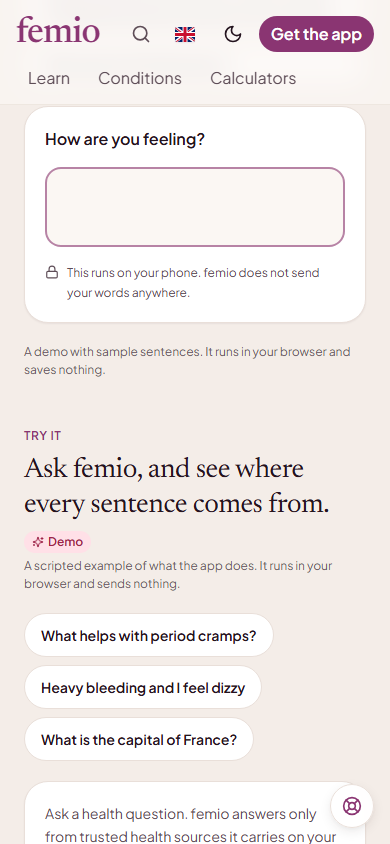 femio
Get the app
Learn Conditions Calculators
How are you feeling?
This runs on your phone. femio does not send
your words anywhere.
A demo with sample sentences. It runs in your browser and
saves nothing.
TRY IT
Ask femio, and see where
every sentence comes from.
Demo
A scripted example of what the app does. It runs in your
browser and sends nothing.
What helps with period cramps?
Heavy bleeding and I feel dizzy
What is the capital of France?
Ask a health question. femio answers only
from trusted health sources it carries on your